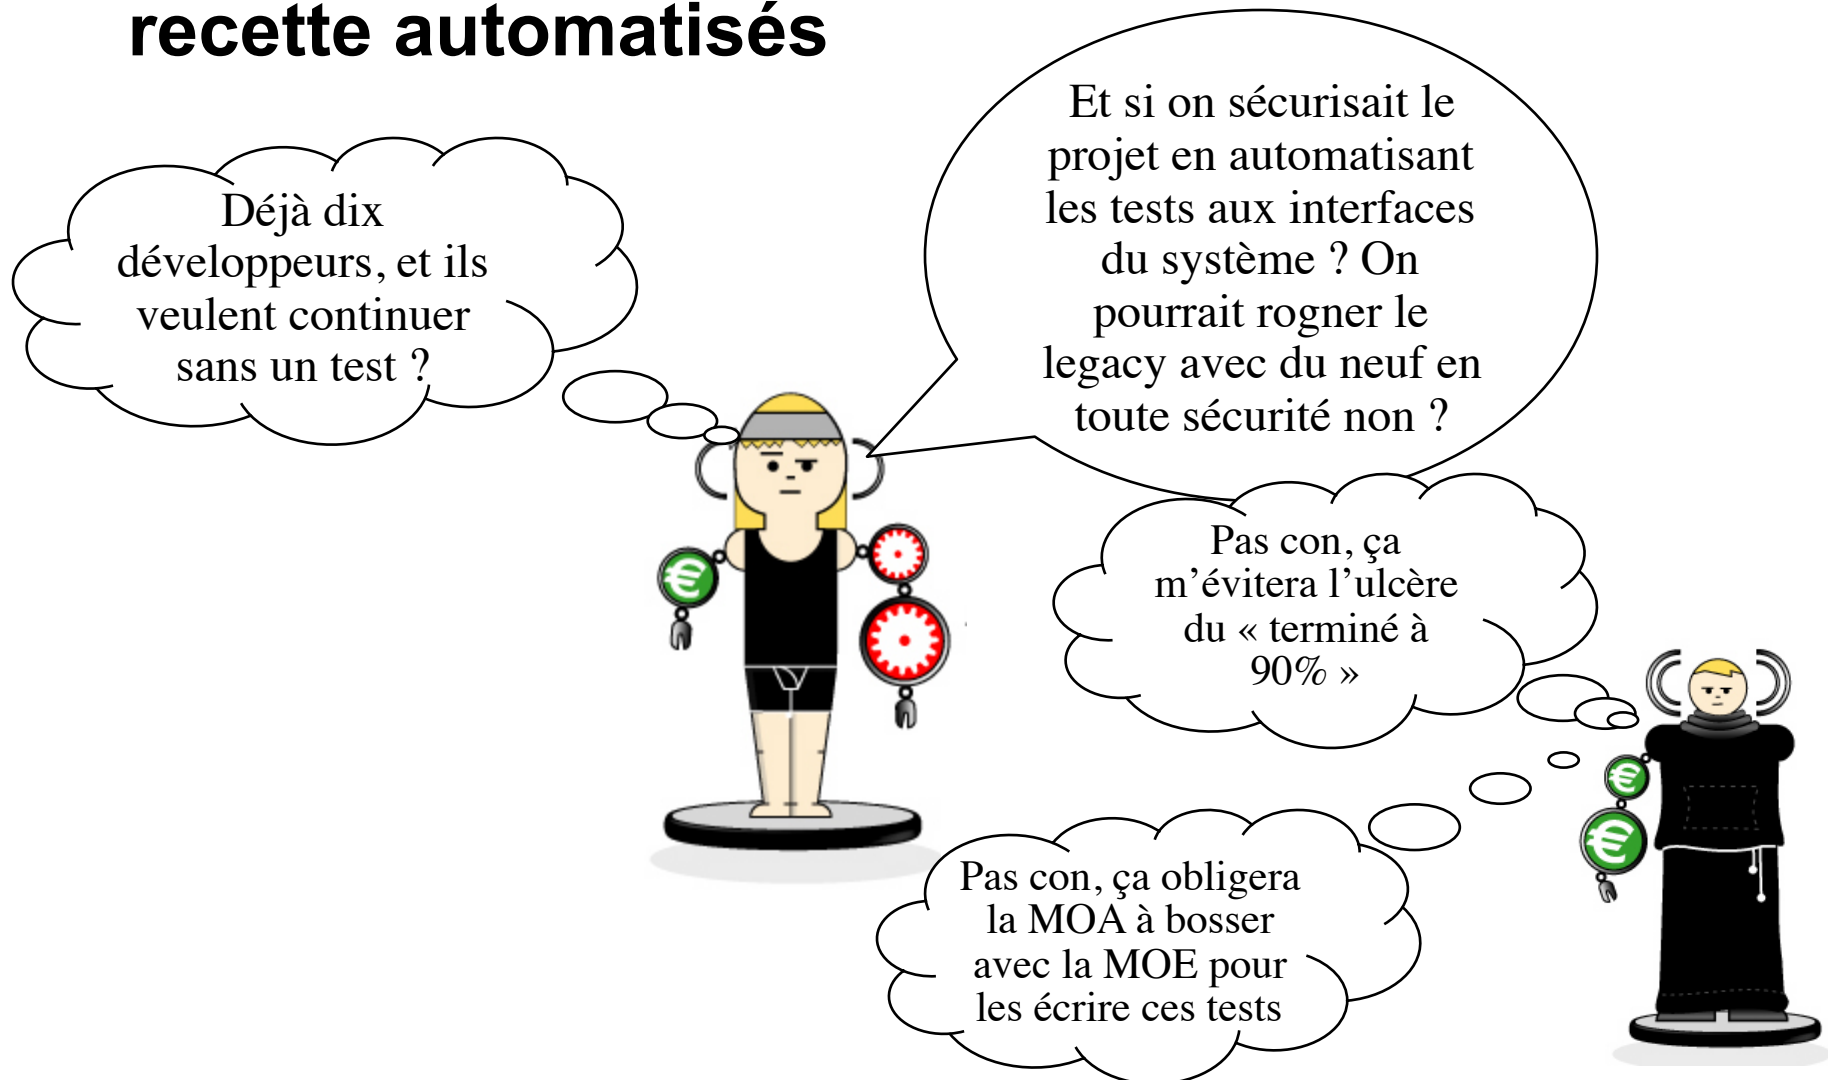 recette automatisés
Déjà dix
développeurs, et ils
veulent continuer
sans un test ?
Et si on sécurisait le
projet en automatisant
les tests aux interfaces
du système ? On
pourrait rogner le
legacy avec du neuf en
toute sécurité non ?
Pas con, ça
m’évitera l’ulcère
du « terminé à
90% »
Pas con, ça obligera
la MOA à bosser
avec la MOE pour
les écrire ces tests
€
€
€